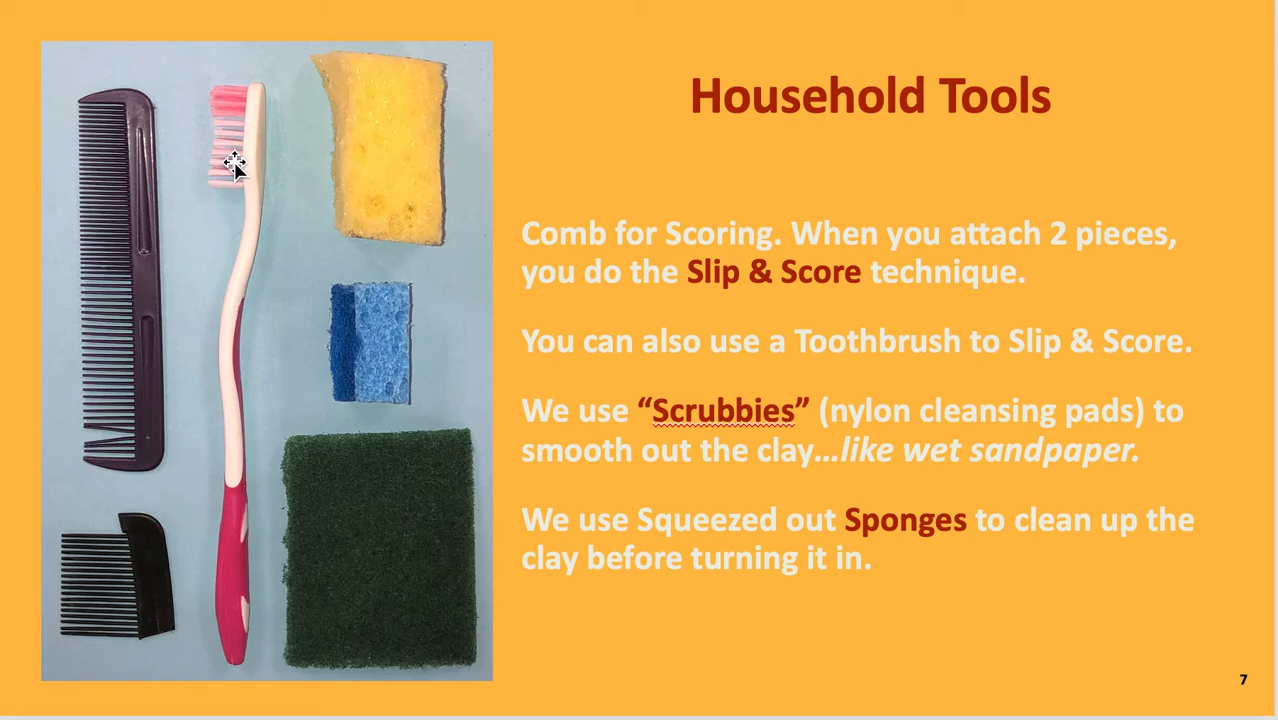 Household Tools
Comb for Scoring. When you attach 2 pieces,
you do the Slip & Score technique.
You can also use a Toothbrush to Slip & Score.
We use “Scrubbies” (nylon cleansing pads) to
smooth out the clay…like wet sandpaper.
We use Squeezed out Sponges to clean up the
clay before turning it in.
7